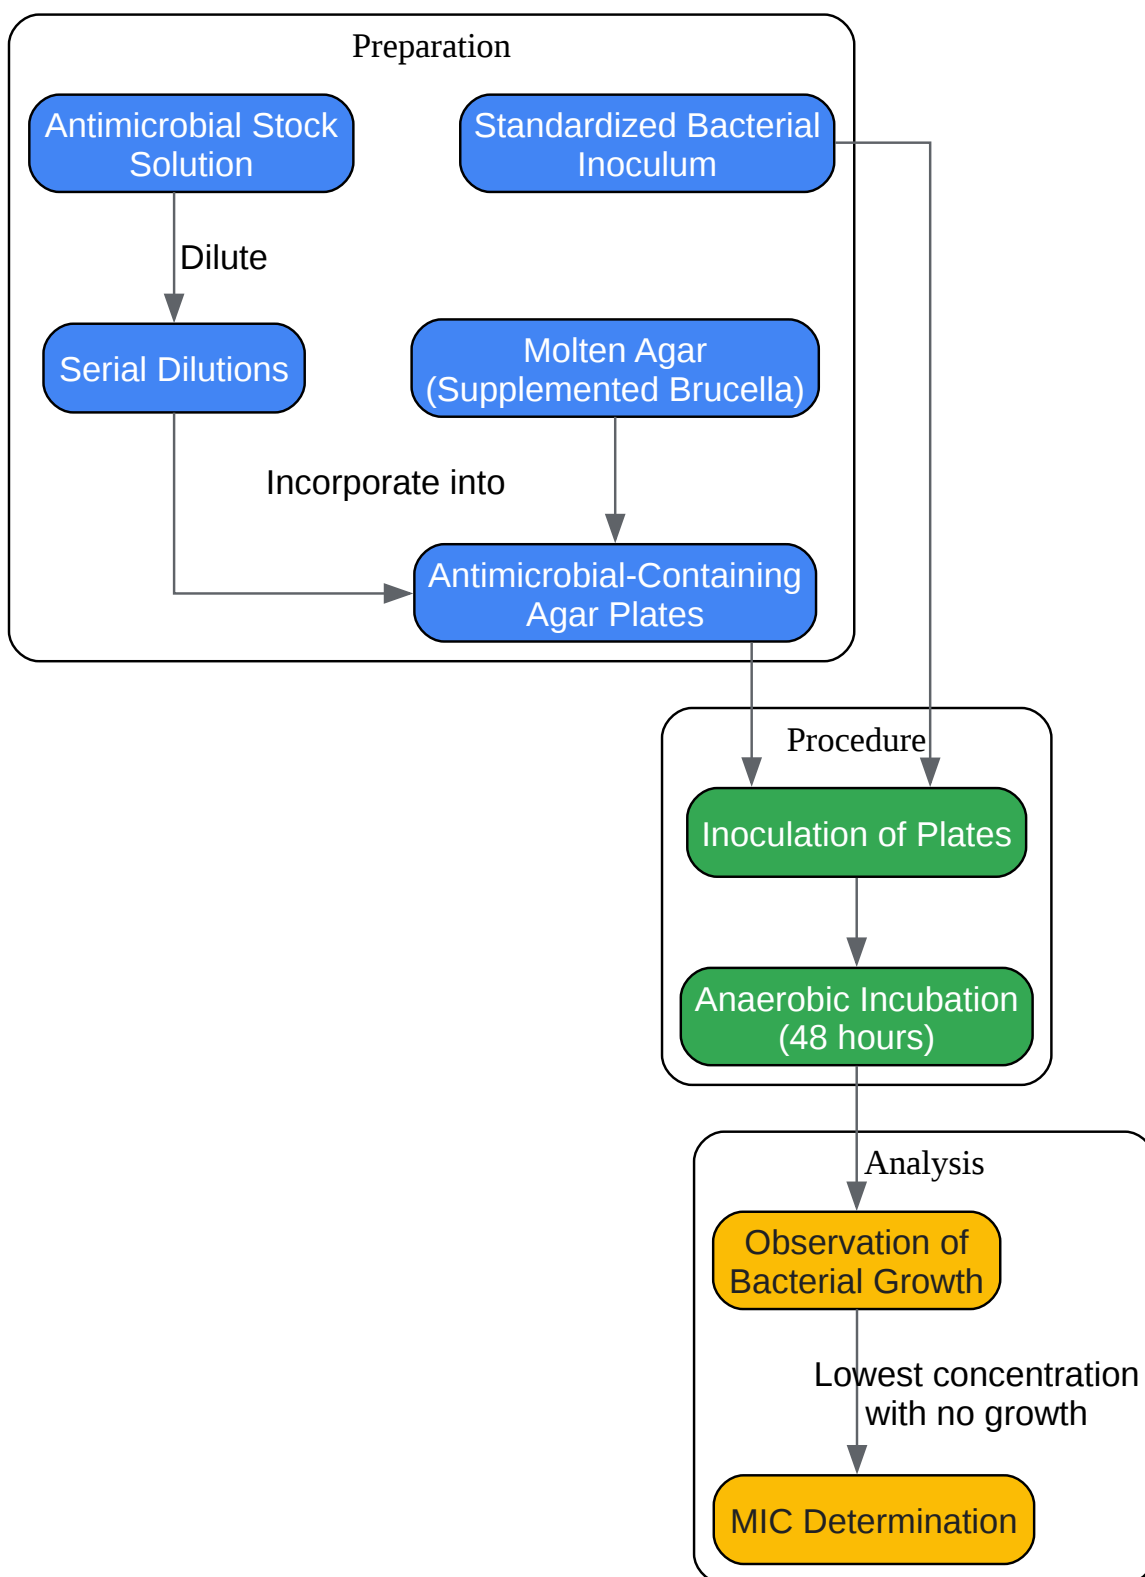 Preparation
Antimicrobial Stock
Solution
Standardized Bacterial
Inoculum
Dilute
Serial Dilutions
Molten Agar
(Supplemented Brucella)
Incorporate into
Antimicrobial-Containing
Agar Plates
Procedure
Inoculation of Plates
Anaerobic Incubation
(48 hours)
Analysis
Observation of
Bacterial Growth
Lowest concentration
with no growth
MIC Determination